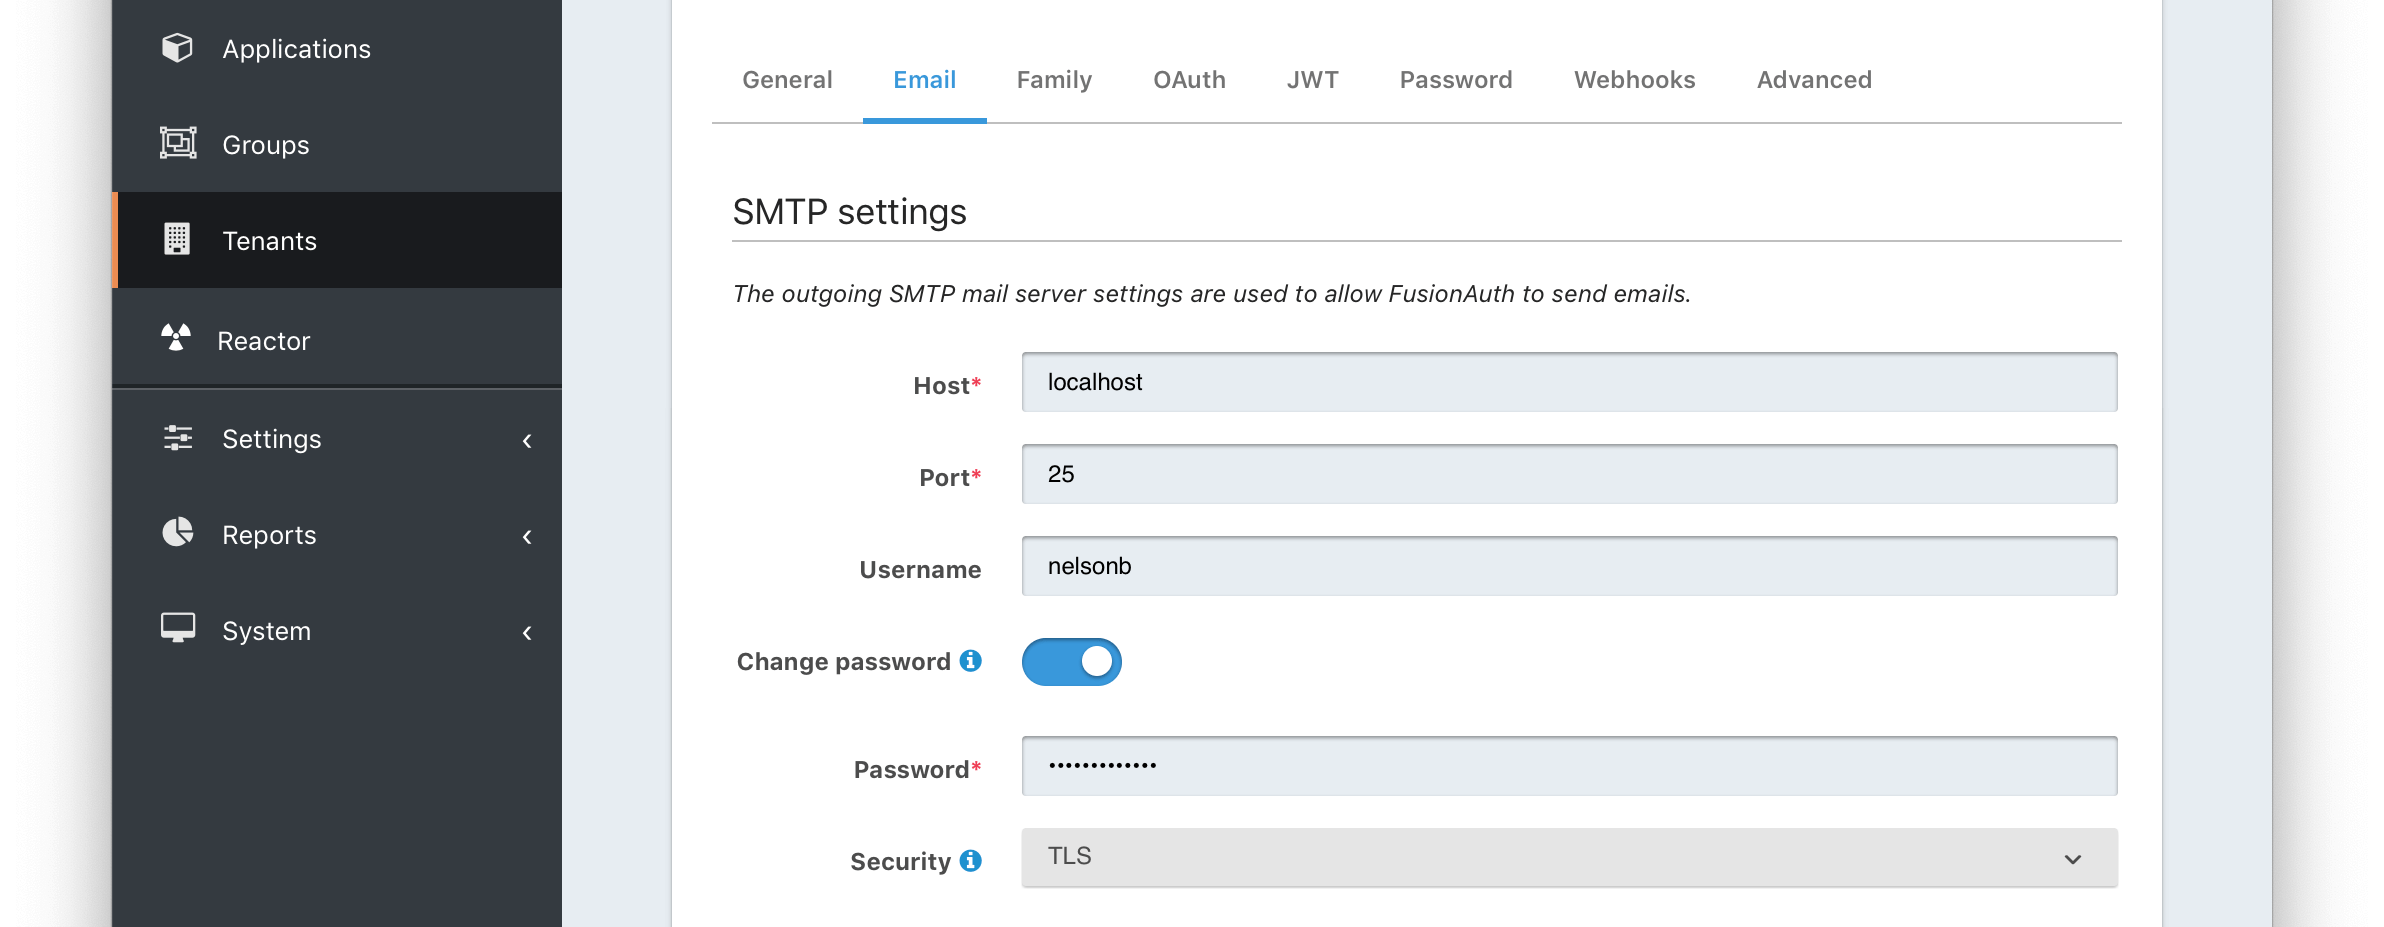 Applications
Groups
Tenants
Reactor
Settings
Reports
System
General Email Family OAuth JWT Password Webhooks Advanced
SMTP settings
The outgoing SMTP mail server settings are used to allow FusionAuth to send emails.
Host* localhost
Port* 25
Username nelsonb
Change password
Password* •••••••••••••
Security TLS